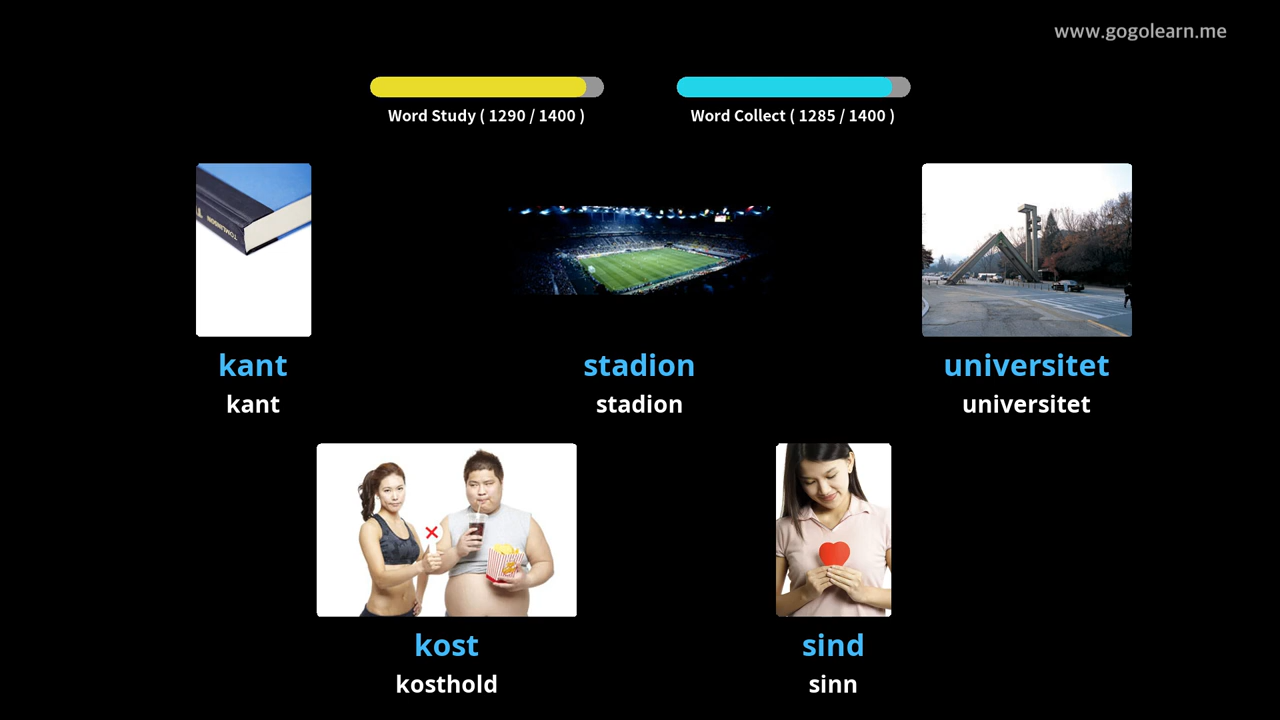 www.gogolearn.me
Word Study ( 1290 / 1400 )
Word Collect ( 1285 / 1400 )
TOMLINSON
kant
kant
stadion
stadion
universitet
universitet
kost
kosthold
sind
sinn